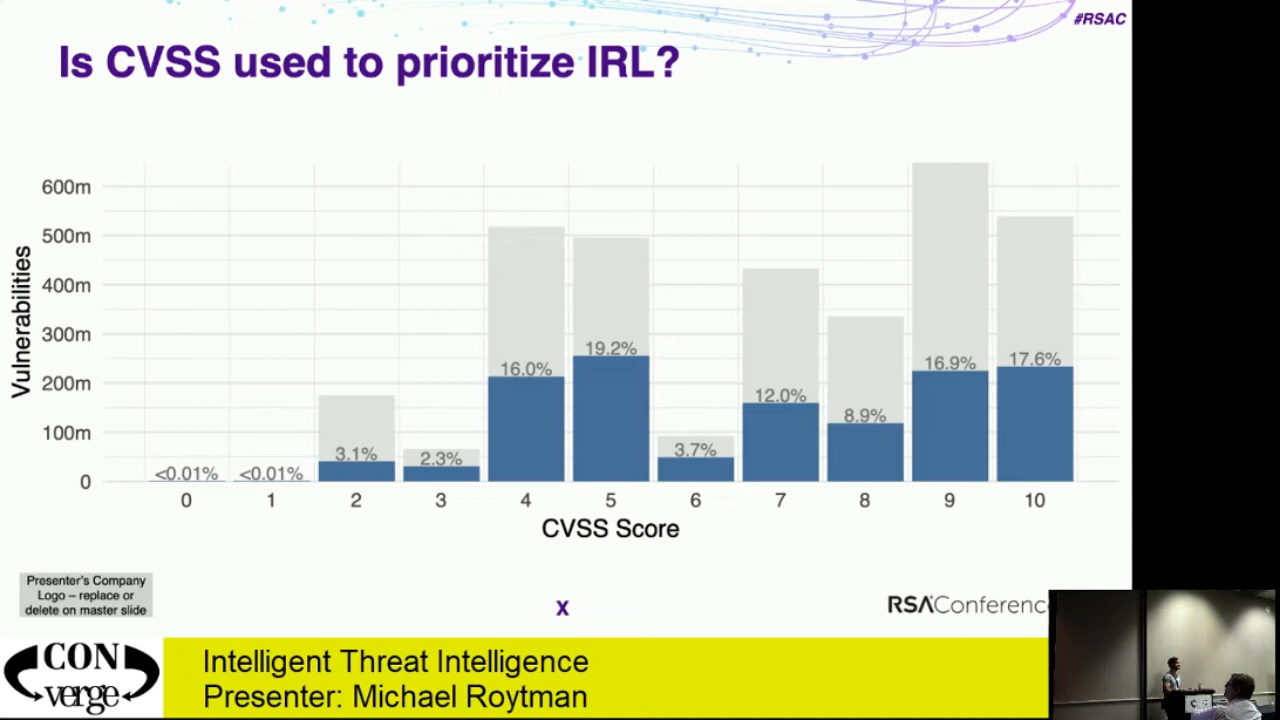 #RSAC
Is CVSS used to prioritize IRL?
600m
500m
400m
300m
200m
100m
0
Vulnerabilities
<0.01%
<0.01%
3.1%
2.3%
16.0%
19.2%
3.7%
12.0%
8.9%
16.9%
17.6%
0
1
2
3
4
5
6
7
8
9
10
CVSS Score
Presenter's Company
Logo – replace or
delete on master slide
X
RSAConference
CON
verge
Intelligent Threat Intelligence
Presenter: Michael Roytman